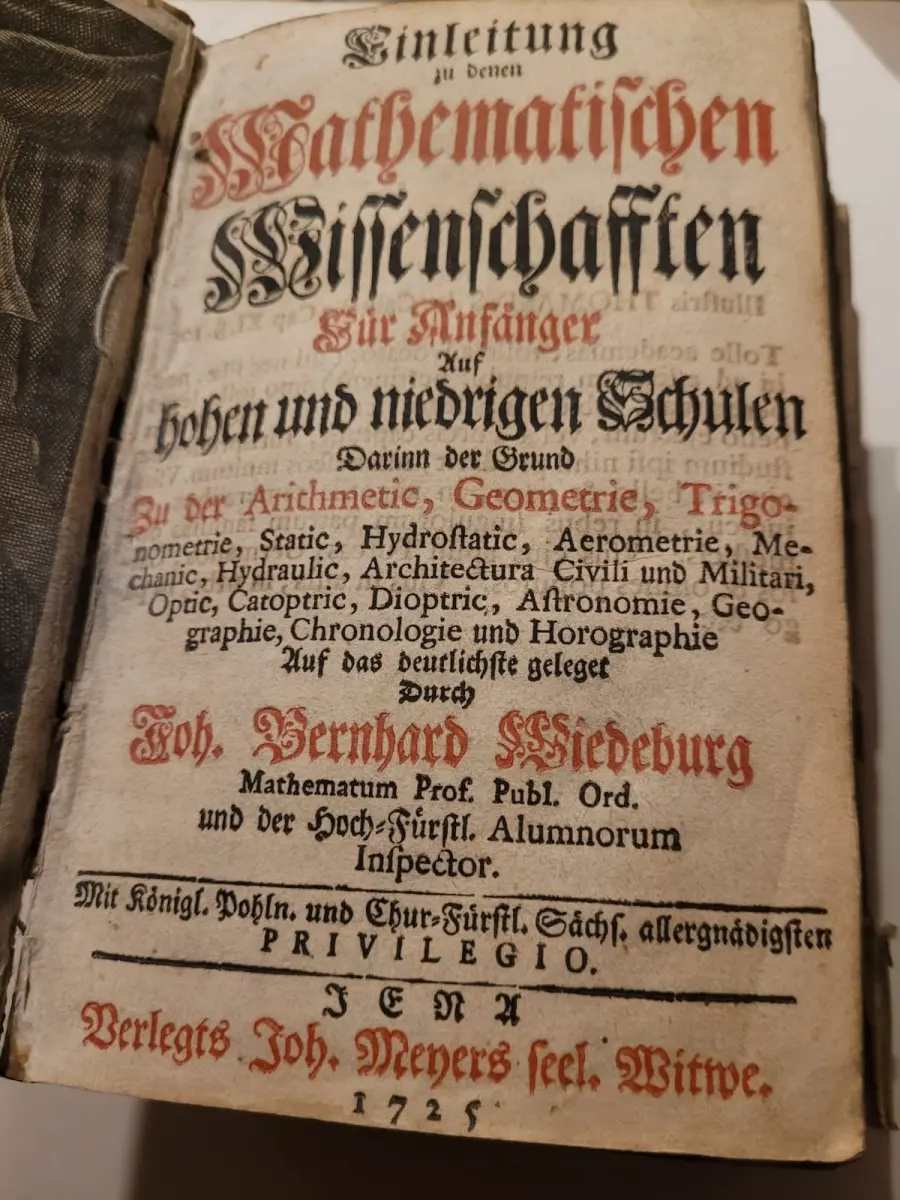 Einleitung
zu denen
Mathematischen
Wissenschafften
Für Anfänger
Auf
hohen und niedrigen Schulen
Darinn der Grund
Zu der Arithmetic, Geometrie, Trigo-
nometrie, Static, Hydrostatic, Aerometrie, Me-
chanic, Hydraulic, Architectura Civili und Militari,
Optic, Catoptric, Dioptric, Astronomie, Geo-
graphie, Chronologie und Horographie
Auf das deutlichste geleget
Durch
Joh. Bernhard Wiedeburg
Mathematum Prof. Publ. Ord.
und der Hoch-Fürstl. Alumnorum
Inspector.
Mit Königl. Pohln. und Chur-Fürstl. Sächs. allergnädigsten
PRIVILEGIO.
JENA
Verlegts Joh. Meyers seel. Wittwe.
1725